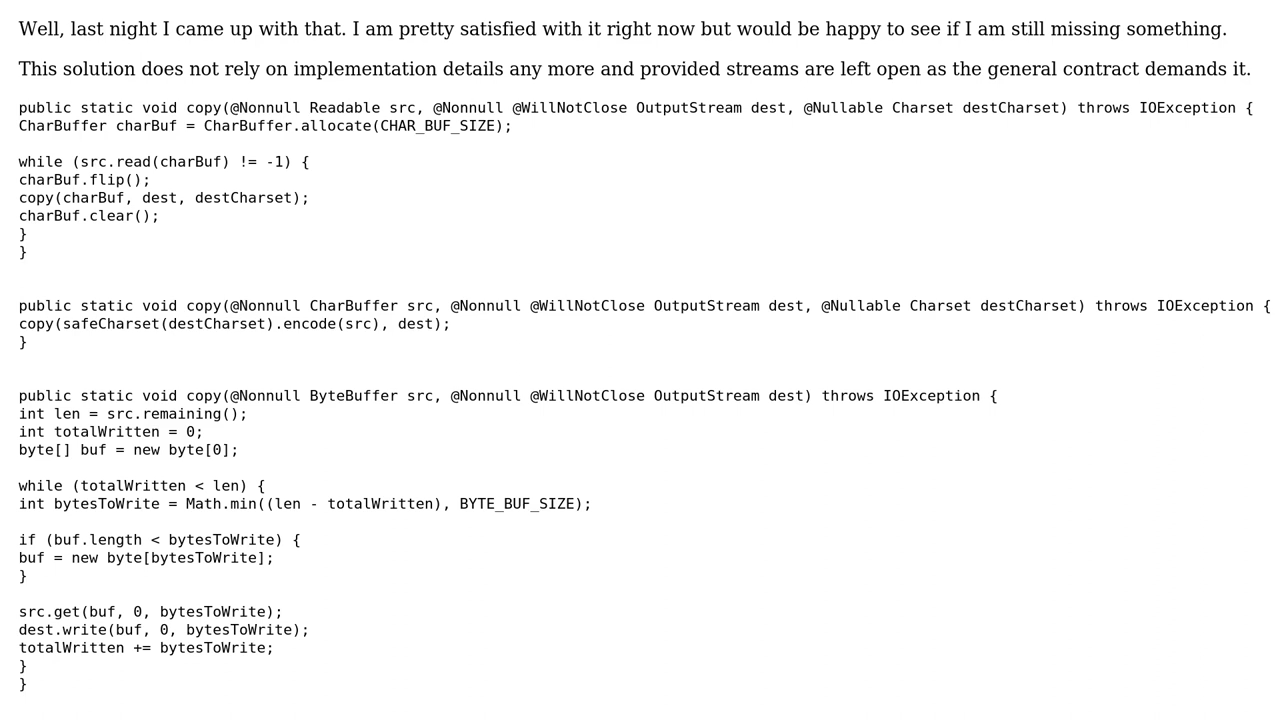 Well, last night I came up with that. I am pretty satisfied with it right now but would be happy to see if I am still missing something.
This solution does not rely on implementation details any more and provided streams are left open as the general contract demands it.
public static void copy(@Nonnull Readable src, @Nonnull @WillNotClose OutputStream dest, @Nullable Charset destCharset) throws IOException {
CharBuffer charBuf = CharBuffer.allocate(CHAR_BUF_SIZE);
while (src.read(charBuf) != -1) {
charBuf.flip();
copy(charBuf, dest, destCharset);
charBuf.clear();
}
}
public static void copy(@Nonnull CharBuffer src, @Nonnull @WillNotClose OutputStream dest, @Nullable Charset destCharset) throws IOException {
copy(safeCharset(destCharset).encode(src), dest);
}
public static void copy(@Nonnull ByteBuffer src, @Nonnull @WillNotClose OutputStream dest) throws IOException {
int len = src.remaining();
int totalWritten = 0;
byte[] buf = new byte[0];
while (totalWritten < len) {
int bytesToWrite = Math.min((len - totalWritten), BYTE_BUF_SIZE);
if (buf.length < bytesToWrite) {
buf = new byte[bytesToWrite];
}
src.get(buf, 0, bytesToWrite);
dest.write(buf, 0, bytesToWrite);
totalWritten += bytesToWrite;
}
}